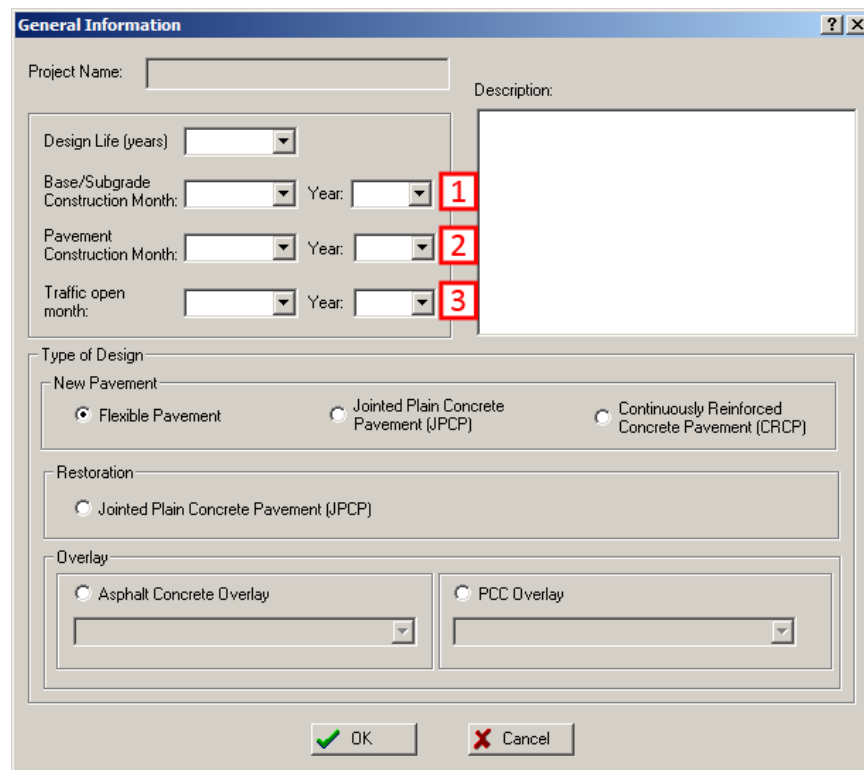 General Information
Project Name:
Description:
Design Life (years)
Base/Subgrade
Construction Month:
Year:
1
Pavement
Construction Month:
Year:
2
Traffic open
month:
Year:
3
Type of Design
New Pavement
Flexible Pavement
Jointed Plain Concrete
Pavement (JPCP)
Continuously Reinforced
Concrete Pavement (CRCP)
Restoration
Jointed Plain Concrete Pavement (JPCP)
Overlay
Asphalt Concrete Overlay
PCC Overlay
OK
Cancel